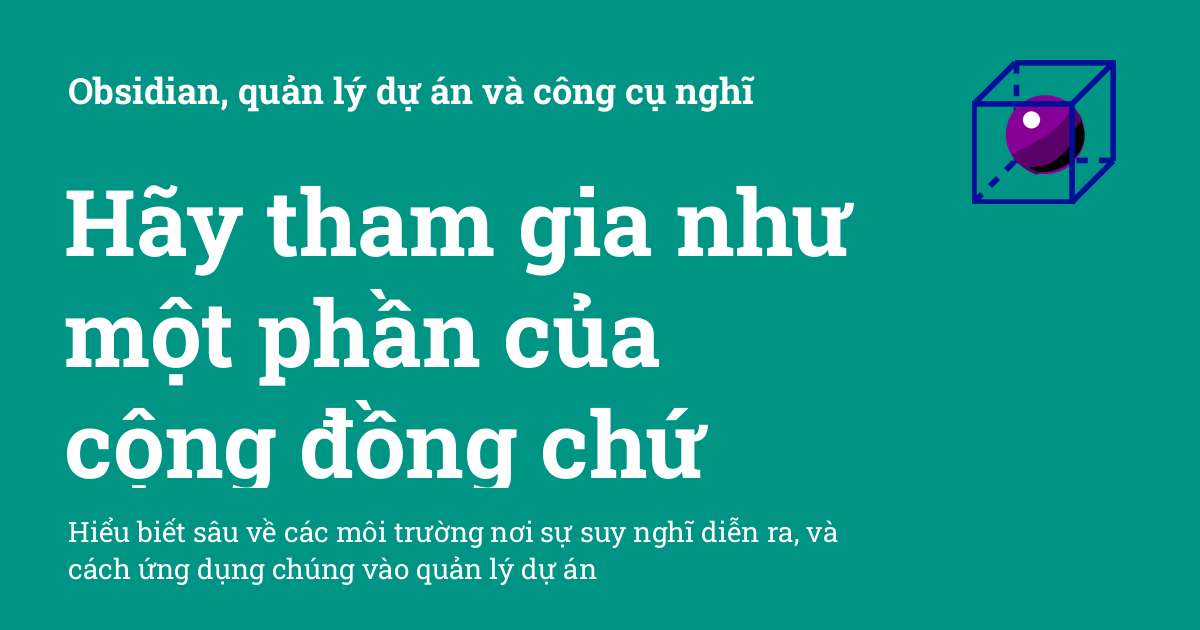 Obsidian, quản lý dự án và công cụ nghĩ
Hãy tham gia như
một phần của
cộng đồng chứ
Hiểu biết sâu về các môi trường nơi sự suy nghĩ diễn ra, và
cách ứng dụng chúng vào quản lý dự án